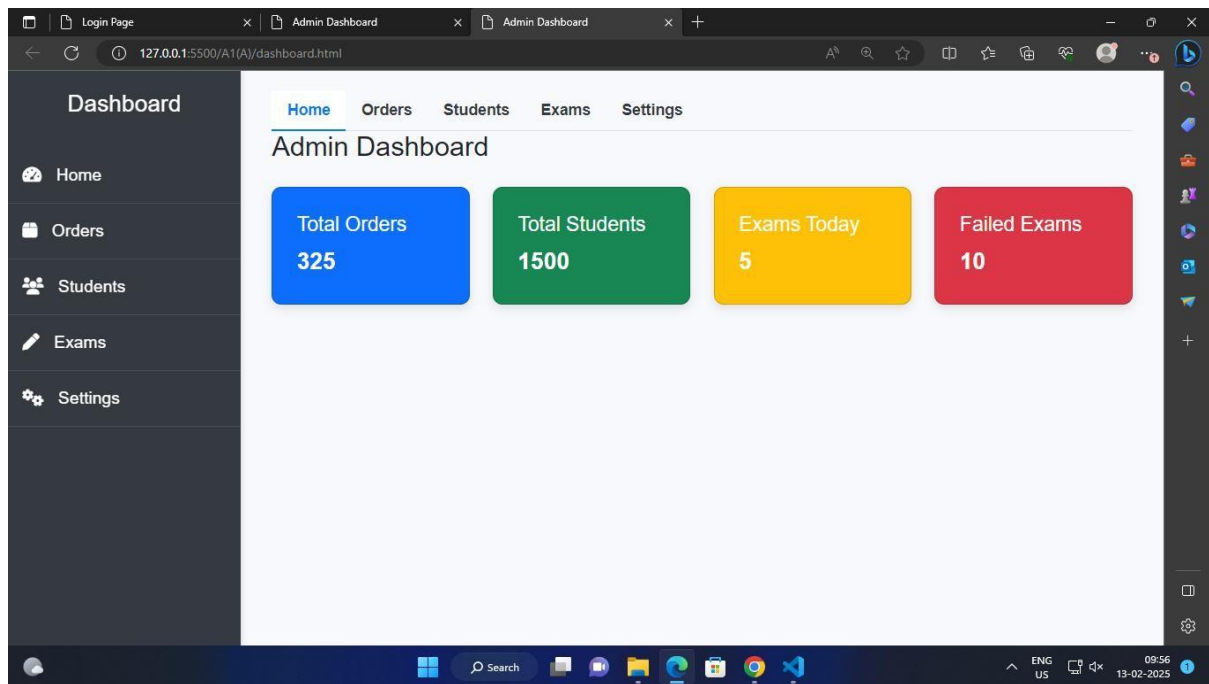 Login Page
Admin Dashboard
Admin Dashboard
127.0.0.1:5500/A1(A)/dashboard.html
Dashboard
Home
Orders
Students
Exams
Settings
Home Orders Students Exams Settings
Admin Dashboard
Total Orders
325
Total Students
1500
Exams Today
5
Failed Exams
10
Search
ENG
US
09:56
13-02-2025
1